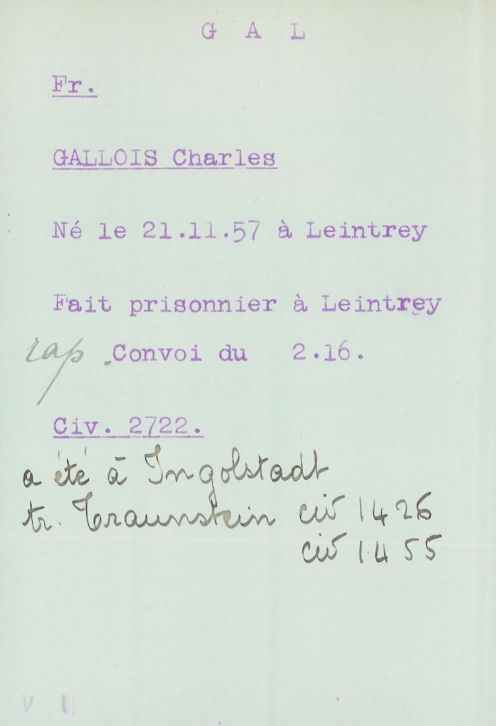 G A L
Fr.
GALLOIS Charles
Né le 21.11.57 à Leintrey
Fait prisonnier à Leintrey
rap. Convoi du 2.16.
Civ. 2722.
a été à Ingolstadt
tr. Traunstein civ 1426
civ 1455